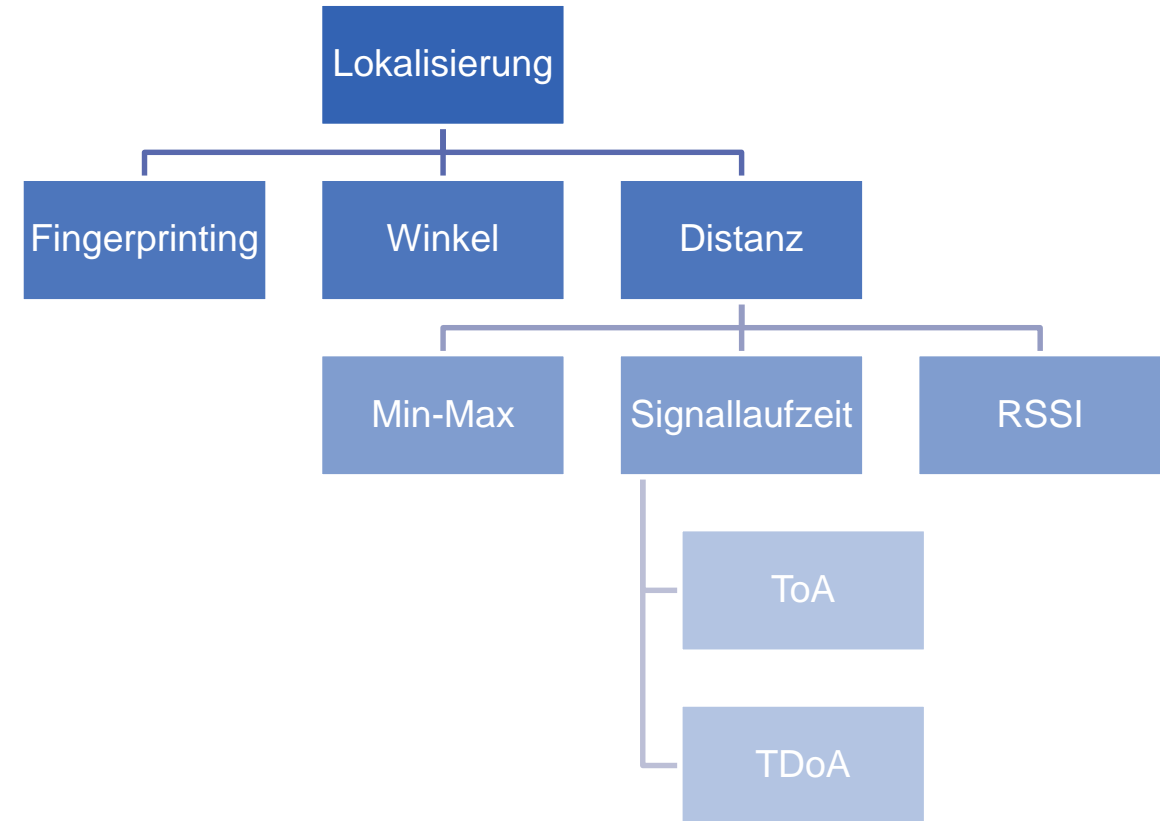 Lokalisierung
Fingerprinting
Winkel
Distanz
Min-Max
Signallaufzeit
RSSI
ToA
TDoA